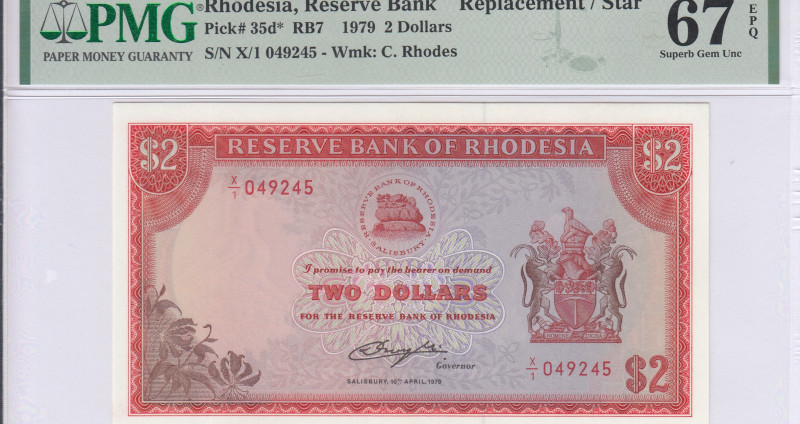 PMG®
PAPER MONEY GUARANTY
Rhodesia, Reserve Bank Replacement / Star
Pick# 35d* RB7 1979 2 Dollars
S/N X/1 049245 - Wmk: C. Rhodes
67 EPQ
Superb Gem Unc
$2 RESERVE BANK OF RHODESIA $2
X/1 049245
RESERVE BANK OF RHODESIA
SALISBURY
I promise to pay the bearer on demand
TWO DOLLARS
FOR THE RESERVE BANK OF RHODESIA
Governor
X/1 049245
$2
SALISBURY, 10TH APRIL, 1979